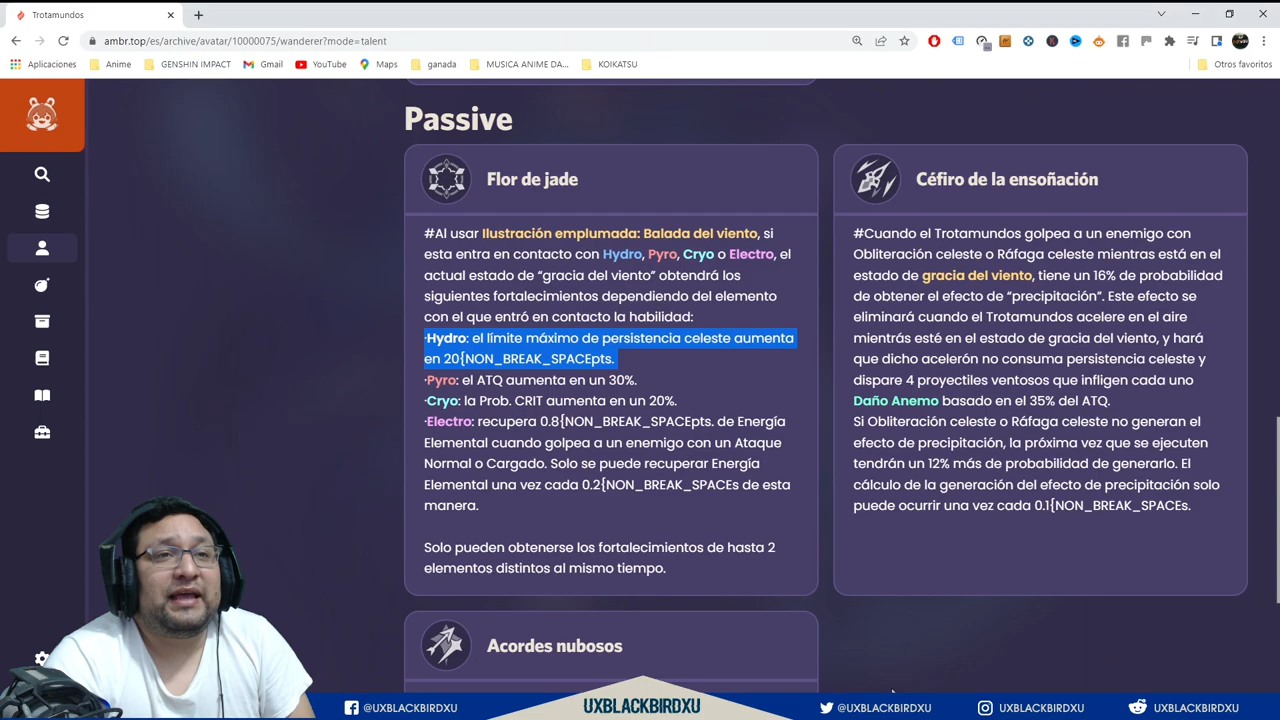 Trotamundos
ambr.top/es/archive/avatar/10000075/wanderer?mode=talent
Aplicaciones
Anime
GENSHIN IMPACT
Gmail
YouTube
Maps
ganada
MUSICA ANIME DA...
KOIKATSU
Otros favoritos
Passive
Flor de jade
#Al usar Ilustración emplumada: Balada del viento, si
esta entra en contacto con Hydro, Pyro, Cryo o Electro, el
actual estado de “gracia del viento” obtendrá los
siguientes fortalecimientos dependiendo del elemento
con el que entró en contacto la habilidad:
·Hydro: el límite máximo de persistencia celeste aumenta
en 20{NON_BREAK_SPACEpts.
·Pyro: el ATQ aumenta en un 30%.
·Cryo: la Prob. CRIT aumenta en un 20%.
·Electro: recupera 0.8{NON_BREAK_SPACEpts. de Energía
Elemental cuando golpea a un enemigo con un Ataque
Normal o Cargado. Solo se puede recuperar Energía
Elemental una vez cada 0.2{NON_BREAK_SPACEs de esta
manera.
Solo pueden obtenerse los fortalecimientos de hasta 2
elementos distintos al mismo tiempo.
Céfiro de la ensoñación
#Cuando el Trotamundos golpea a un enemigo con
Obliteración celeste o Ráfaga celeste mientras está en el
estado de gracia del viento, tiene un 16% de probabilidad
de obtener el efecto de “precipitación”. Este efecto se
eliminará cuando el Trotamundos acelere en el aire
mientrás esté en el estado de gracia del viento, y hará
que dicho acelerón no consuma persistencia celeste y
dispare 4 proyectiles ventosos que infligen cada uno
Daño Anemo basado en el 35% del ATQ.
Si Obliteración celeste o Ráfaga celeste no generan el
efecto de precipitación, la próxima vez que se ejecuten
tendrán un 12% más de probabilidad de generarlo. El
cálculo de la generación del efecto de precipitación solo
puede ocurrir una vez cada 0.1{NON_BREAK_SPACEs.
Acordes nubosos
@UXBLACKBIRDXU
UXBLACKBIRDXU
@UXBLACKBIRDXU
UXBLACKBIRDXU
UXBLACKBIRDXU